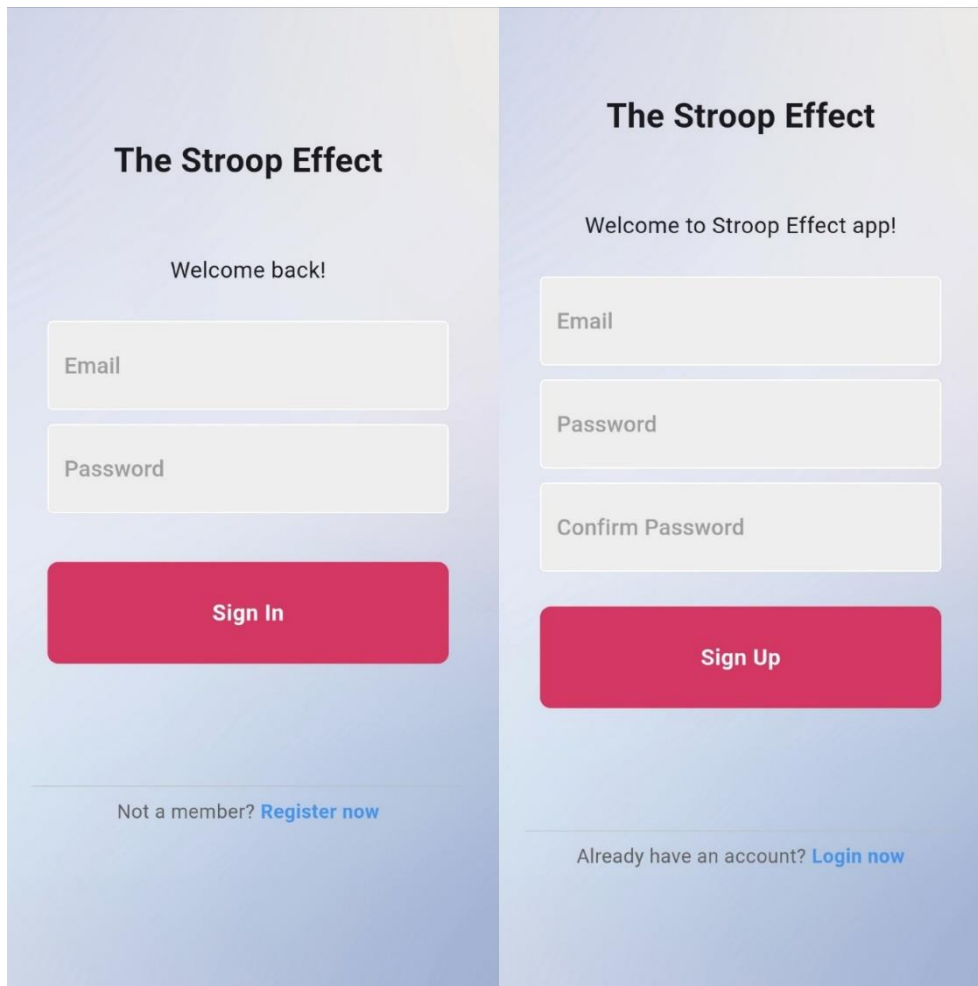 The Stroop Effect
Welcome back!
Email
Password
Sign In
Not a member? Register now
The Stroop Effect
Welcome to Stroop Effect app!
Email
Password
Confirm Password
Sign Up
Already have an account? Login now